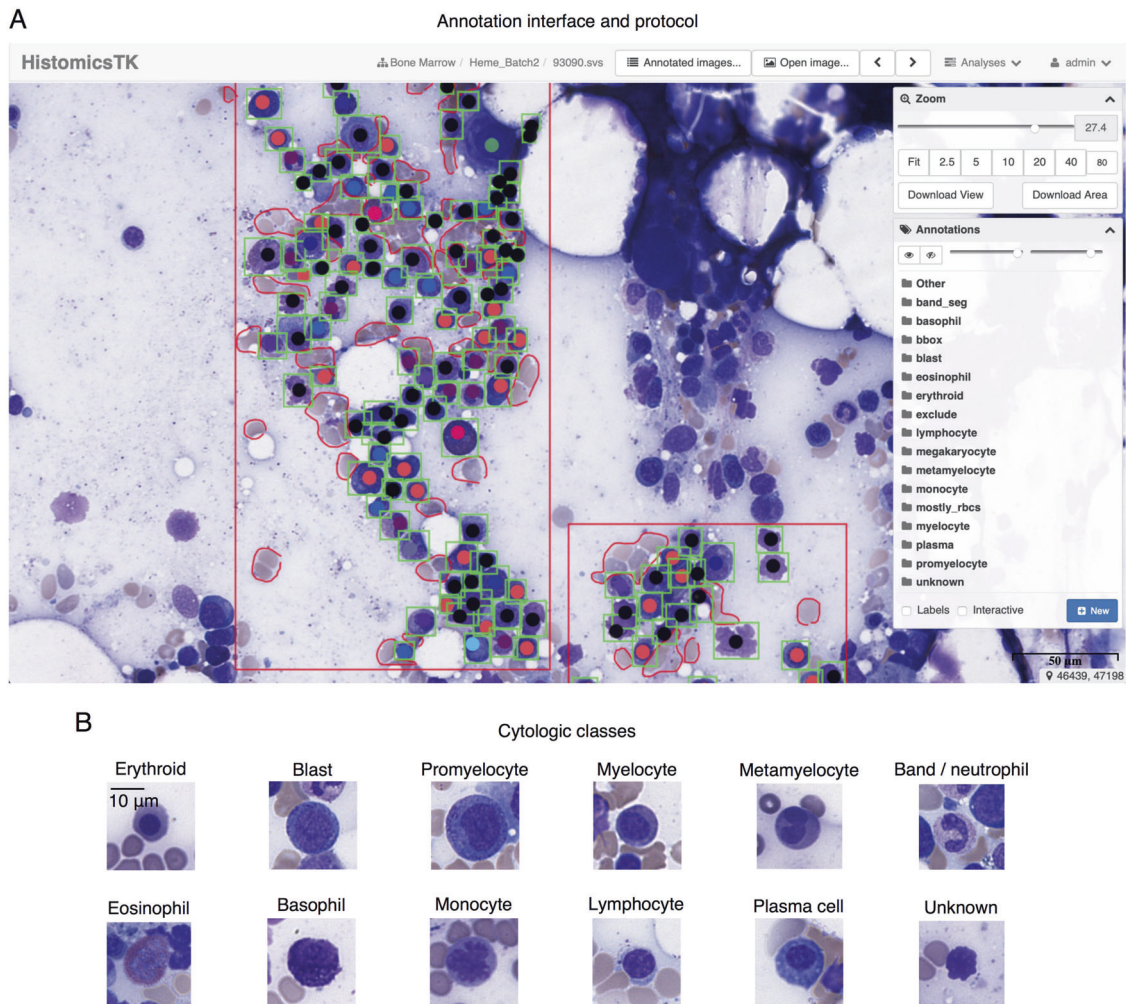 A
Annotation interface and protocol
HistomicsTK
Bone Marrow / Heme_Batch2 / 93090.svs
Annotated images...
Open image...
Analyses
admin
Zoom
27.4
Fit 2.5 5 10 20 40 80
Download View Download Area
Annotations
Other
band_seg
basophil
bbox
blast
eosinophil
erythroid
exclude
lymphocyte
megakaryocyte
metamyelocyte
monocyte
mostly_rbcs
myelocyte
plasma
promyelocyte
unknown
Labels Interactive New
50 µm
46439, 47198
B
Cytologic classes
Erythroid Blast Promyelocyte Myelocyte Metamyelocyte Band / neutrophil
10 µm
Eosinophil Basophil Monocyte Lymphocyte Plasma cell Unknown